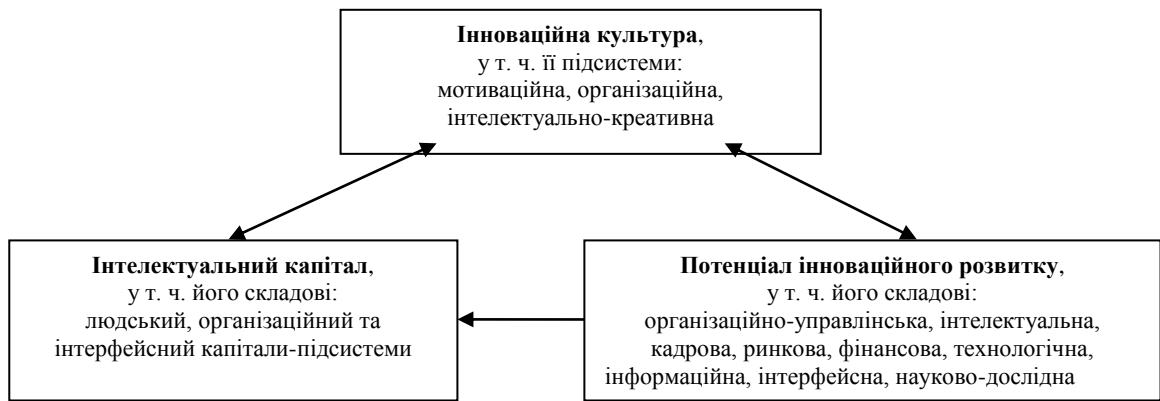 Інноваційна культура,
у т. ч. її підсистеми:
мотиваційна, організаційна,
інтелектуально-креативна
Інтелектуальний капітал,
у т. ч. його складові:
людський, організаційний та
інтерфейсний капітали-підсистеми
Потенціал інноваційного розвитку,
у т. ч. його складові:
організаційно-управлінська, інтелектуальна,
кадрова, ринкова, фінансова, технологічна,
інформаційна, інтерфейсна, науково-дослідна